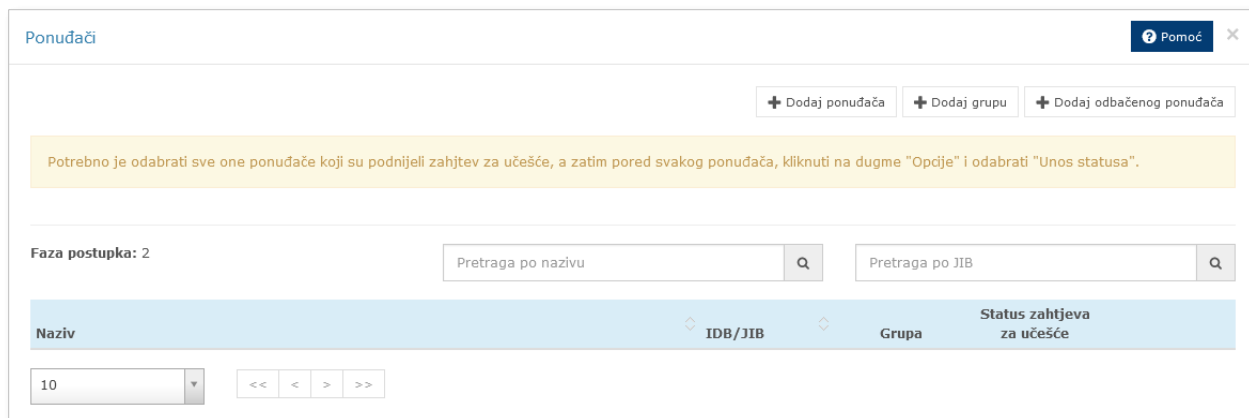 Ponuđači
Pomoć
Dodaj ponuđača
Dodaj grupu
Dodaj odbačenog ponuđača
Potrebno je odabrati sve one ponuđače koji su podnijeli zahjtev za učešće, a zatim pored svakog ponuđača, kliknuti na dugme "Opcije" i odabrati "Unos statusa".
Faza postupka: 2
Pretraga po nazivu
Pretraga po JIB
Naziv
IDB/JIB
Grupa
Status zahtjeva
za učešće
10
<< < > >>